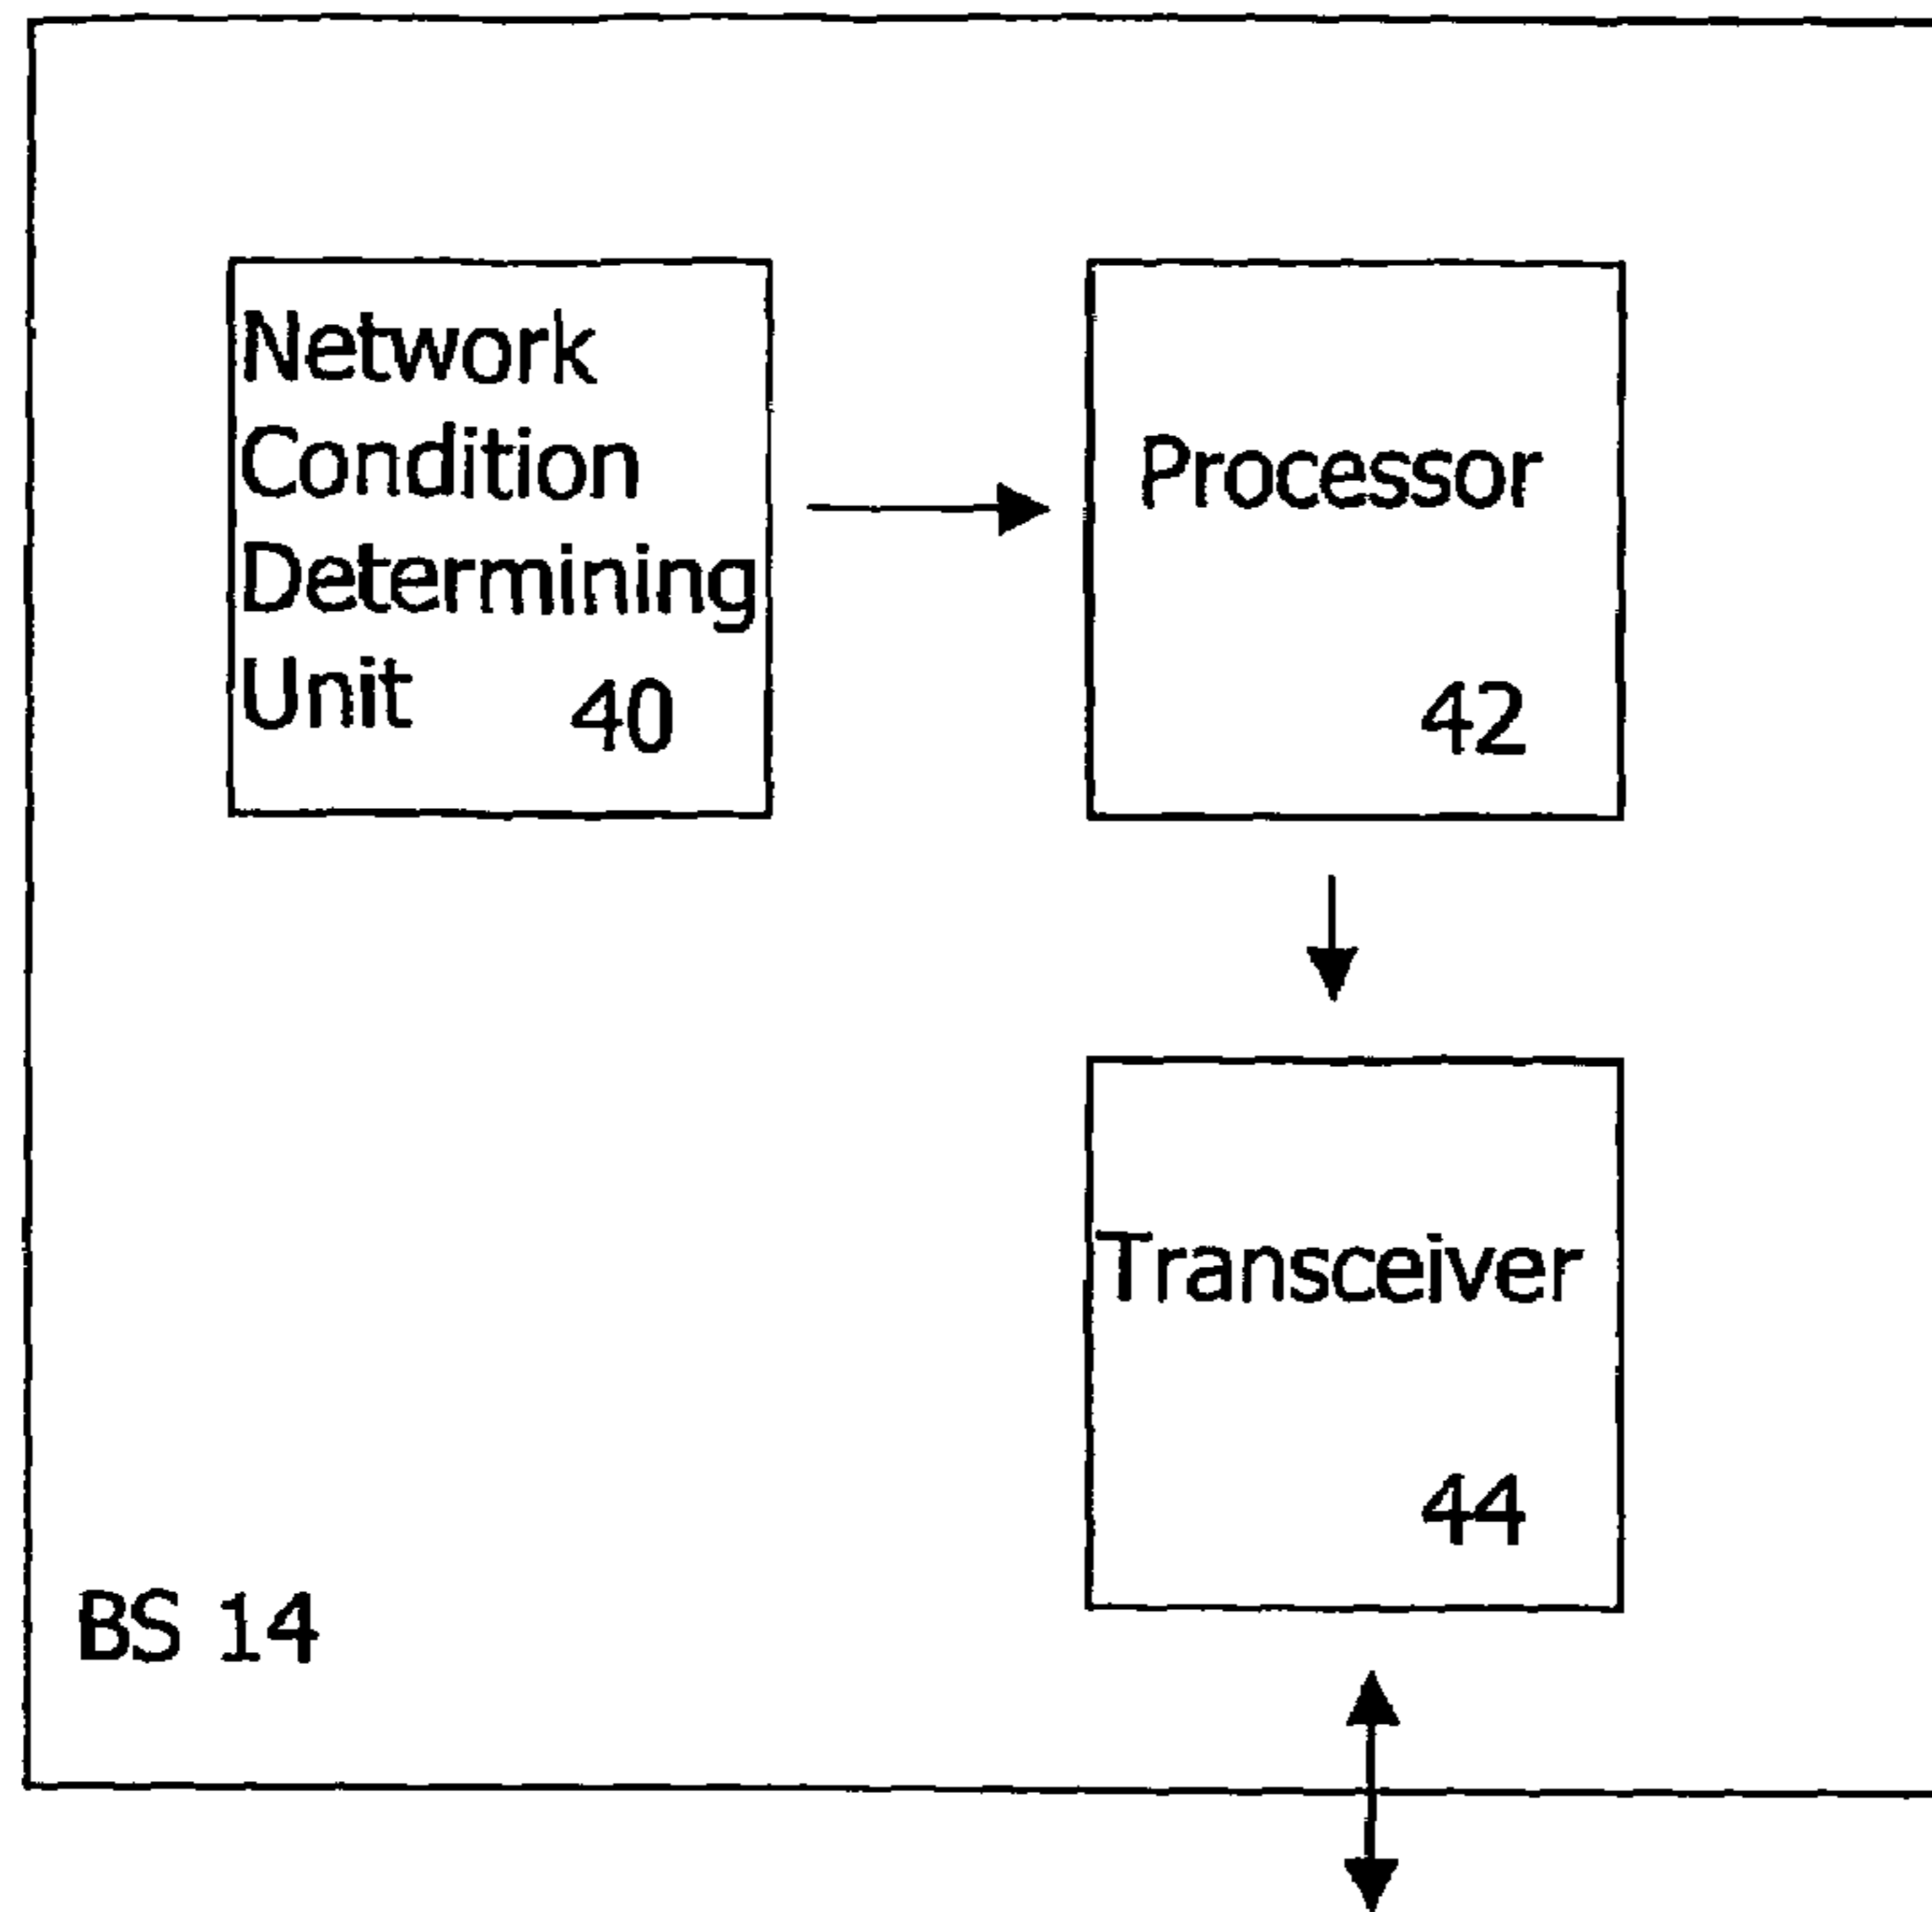 Network
Condition
Determining
Unit 40
Processor
42
Transceiver
44
BS 14